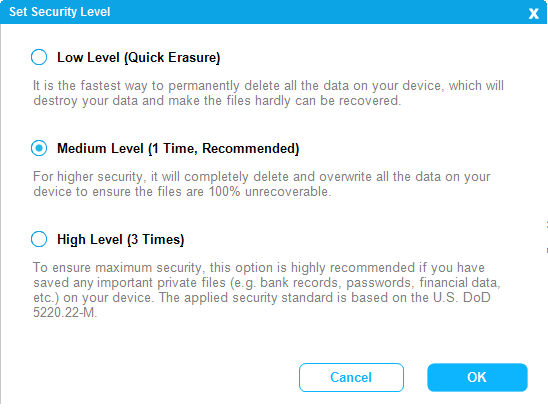 Set Security Level
X
Low Level (Quick Erasure)
It is the fastest way to permanently delete all the data on your device, which will
destroy your data and make the files hardly can be recovered.
Medium Level (1 Time, Recommended)
For higher security, it will completely delete and overwrite all the data on your
device to ensure the files are 100% unrecoverable.
High Level (3 Times)
To ensure maximum security, this option is highly recommended if you have
saved any important private files (e.g. bank records, passwords, financial data,
etc.) on your device. The applied security standard is based on the U.S. DoD
5220.22-M.
Cancel
OK